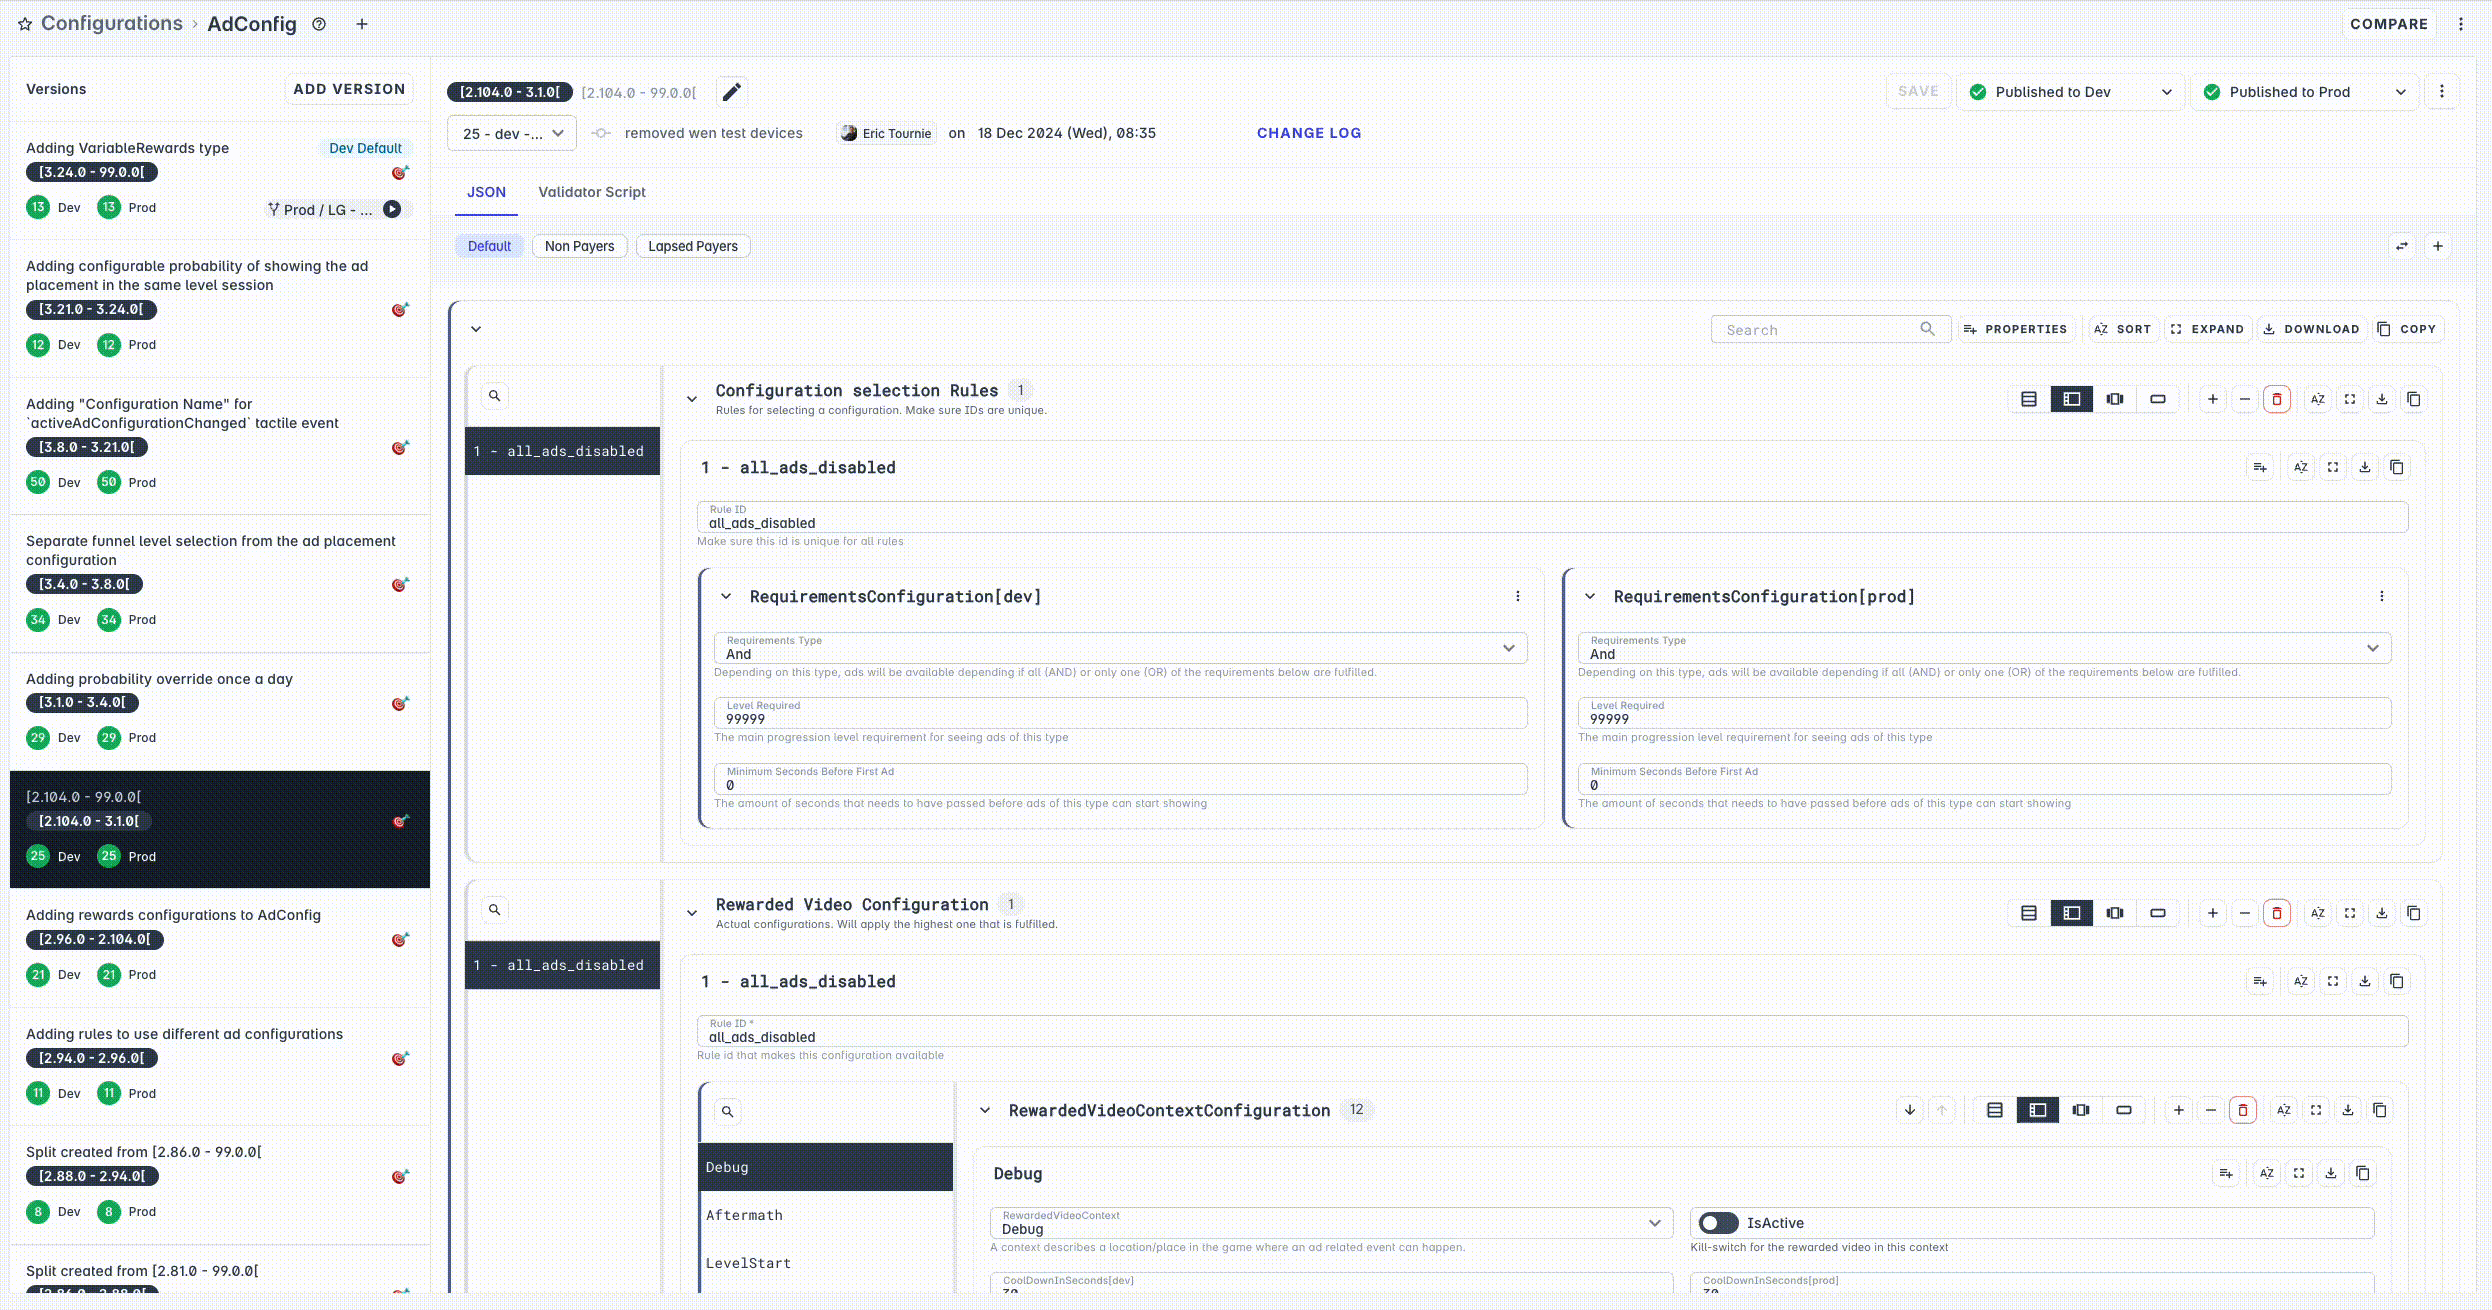 Configurations › AdConfig
COMPARE
Versions
ADD VERSION
Adding VariableRewards type
Dev Default
[3.24.0 - 99.0.0[
13 Dev 13 Prod
Prod / LG - ...
Adding configurable probability of showing the ad
placement in the same level session
[3.21.0 - 3.24.0[
12 Dev 12 Prod
Adding "Configuration Name" for
`activeAdConfigurationChanged` tactile event
[3.8.0 - 3.21.0[
50 Dev 50 Prod
Separate funnel level selection from the ad placement
configuration
[3.4.0 - 3.8.0[
34 Dev 34 Prod
Adding probability override once a day
[3.1.0 - 3.4.0[
29 Dev 29 Prod
[2.104.0 - 99.0.0[
[2.104.0 - 3.1.0[
25 Dev 25 Prod
Adding rewards configurations to AdConfig
[2.96.0 - 2.104.0[
21 Dev 21 Prod
Adding rules to use different ad configurations
[2.94.0 - 2.96.0[
11 Dev 11 Prod
Split created from [2.86.0 - 99.0.0[
[2.88.0 - 2.94.0[
8 Dev 8 Prod
Split created from [2.81.0 - 99.0.0[
[2.86.0 - 2.88.0[
[2.104.0 - 3.1.0[ [2.104.0 - 99.0.0[
SAVE
Published to Dev
Published to Prod
25 - dev -...
removed wen test devices
Eric Tournie on 18 Dec 2024 (Wed), 08:35
CHANGE LOG
JSON
Validator Script
Default
Non Payers
Lapsed Payers
Search
PROPERTIES
AZ SORT
EXPAND
DOWNLOAD
COPY
1 - all_ads_disabled
Configuration selection Rules 1
Rules for selecting a configuration. Make sure IDs are unique.
AZ
1 - all_ads_disabled
AZ
Rule ID
all_ads_disabled
Make sure this id is unique for all rules
RequirementsConfiguration[dev]
Requirements Type
And
Depending on this type, ads will be available depending if all (AND) or only one (OR) of the requirements below are fulfilled.
Level Required
99999
The main progression level requirement for seeing ads of this type
Minimum Seconds Before First Ad
0
The amount of seconds that needs to have passed before ads of this type can start showing
RequirementsConfiguration[prod]
Requirements Type
And
Depending on this type, ads will be available depending if all (AND) or only one (OR) of the requirements below are fulfilled.
Level Required
99999
The main progression level requirement for seeing ads of this type
Minimum Seconds Before First Ad
0
The amount of seconds that needs to have passed before ads of this type can start showing
1 - all_ads_disabled
Rewarded Video Configuration 1
Actual configurations. Will apply the highest one that is fulfilled.
AZ
1 - all_ads_disabled
AZ
Rule ID *
all_ads_disabled
Rule id that makes this configuration available
Debug
Aftermath
LevelStart
RewardedVideoContextConfiguration 12
AZ
Debug
AZ
RewardedVideoContext
Debug
A context describes a location/place in the game where an ad related event can happen.
IsActive
Kill-switch for the rewarded video in this context
CoolDownInSeconds[dev]
30
CoolDownInSeconds[prod]
30